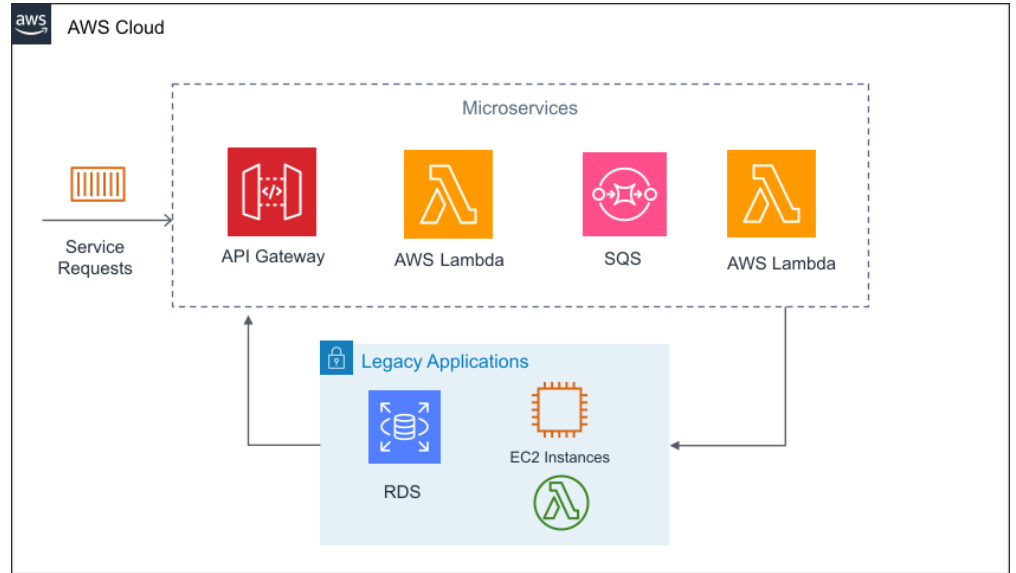 aws
AWS Cloud
Microservices
</>
Service
Requests
API Gateway
AWS Lambda
SQS
AWS Lambda
Legacy Applications
EC2 Instances
RDS